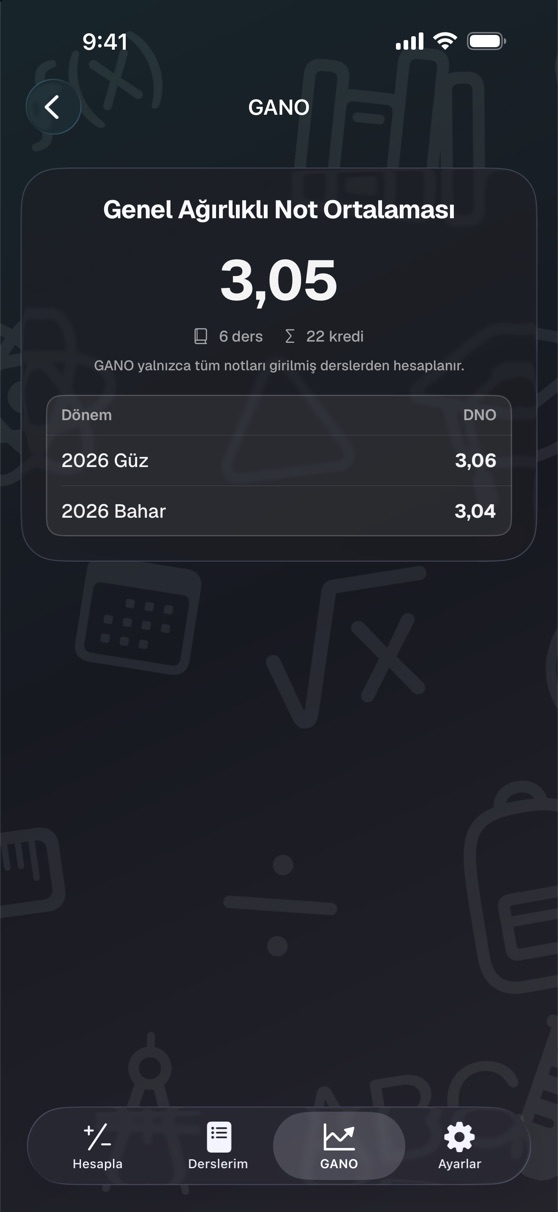 9:41
GANO
Genel Ağırlıklı Not Ortalaması
3,05
6 ders Σ 22 kredi
GANO yalnızca tüm notları girilmiş derslerden hesaplanır.
Dönem DNO
2026 Güz 3,06
2026 Bahar 3,04
Hesapla Derslerim GANO Ayarlar